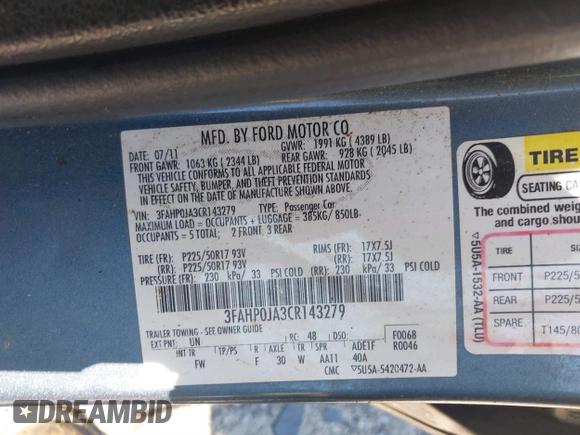 MFD. BY FORD MOTOR CO.
DATE: 07/11 GVWR: 1991 KG ( 4389 LB)
FRONT GAWR: 1063 KG ( 2344 LB) REAR GAWR: 928 KG ( 2045 LB)
THIS VEHICLE CONFORMS TO ALL APPLICABLE FEDERAL MOTOR
VEHICLE SAFETY, BUMPER, AND THEFT PREVENTION STANDARDS
IN EFFECT ON THE DATE OF MANUFACTURE SHOWN ABOVE.
VIN: 3FAHP0JA3CR143279 TYPE: Passenger Car
MAXIMUM LOAD = OCCUPANTS + LUGGAGE = 385KG/ 850LB
OCCUPANTS = 5 TOTAL; 2 FRONT 3 REAR
TIRE (FR): P225/50R17 93V RIMS (FR): 17X7.5J
(RR): P225/50R17 93V (RR): 17X7.5J
PRESSURE (FR): 230 kPa/ 33 PSI COLD (RR): 230 kPa/ 33 PSI COLD
3FAHP0JA3CR143279
TRAILER TOWING - SEE OWNER GUIDE
EXT PNT: UN RC: 48 DSO: F0068
INT TR TP/PS R AXLE TR SPR ADE1F R0046
FW F 30 W AA11 40A
CMC 5U5A-5420472-AA
5U5A-1532-AA (TLU)
TIRE
SEATING CA
The combined weig
and cargo shou
TIRE SI
FRONT P225/5
REAR P225/5
SPARE T145/80
DREAMBID